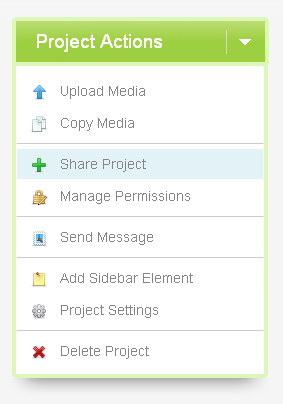 Project Actions
Upload Media
Copy Media
Share Project
Manage Permissions
Send Message
Add Sidebar Element
Project Settings
Delete Project